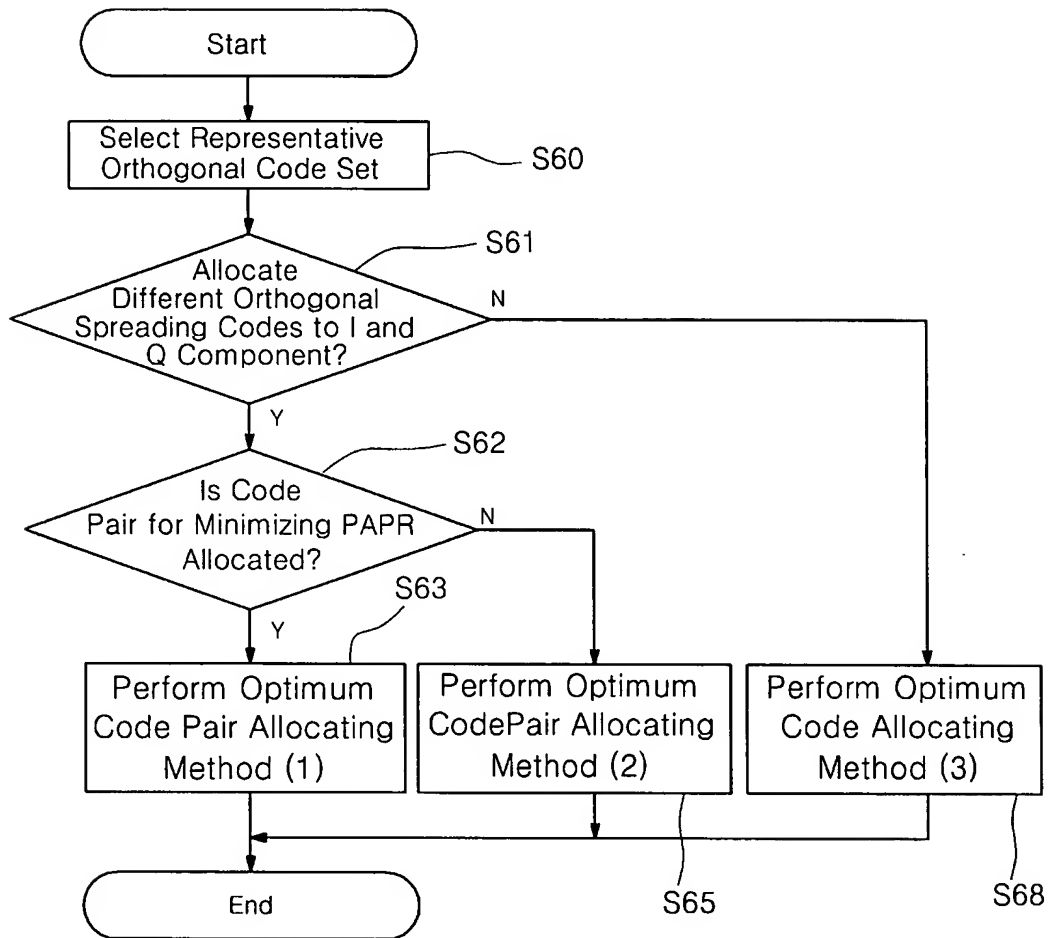 Start
Select Representative
Orthogonal Code Set
S60
S61
Allocate
Different Orthogonal
Spreading Codes to I and
Q Component?
N
Y
S62
Is Code
Pair for Minimizing PAPR
Allocated?
N
Y
S63
Perform Optimum
Code Pair Allocating
Method (1)
Perform Optimum
CodePair Allocating
Method (2)
Perform Optimum
Code Allocating
Method (3)
End
S65
S68